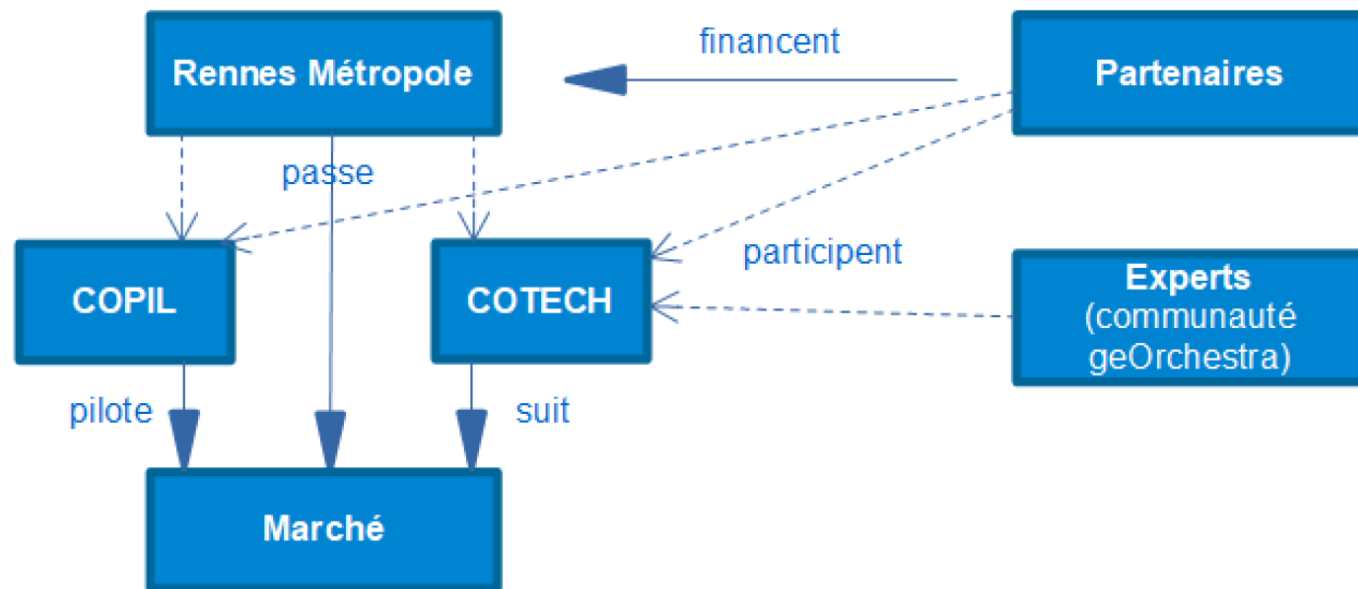 financent
Rennes Métropole
Partenaires
passe
participent
COPIL
COTECH
Experts
(communauté
geOrchestra)
pilote
suit
Marché